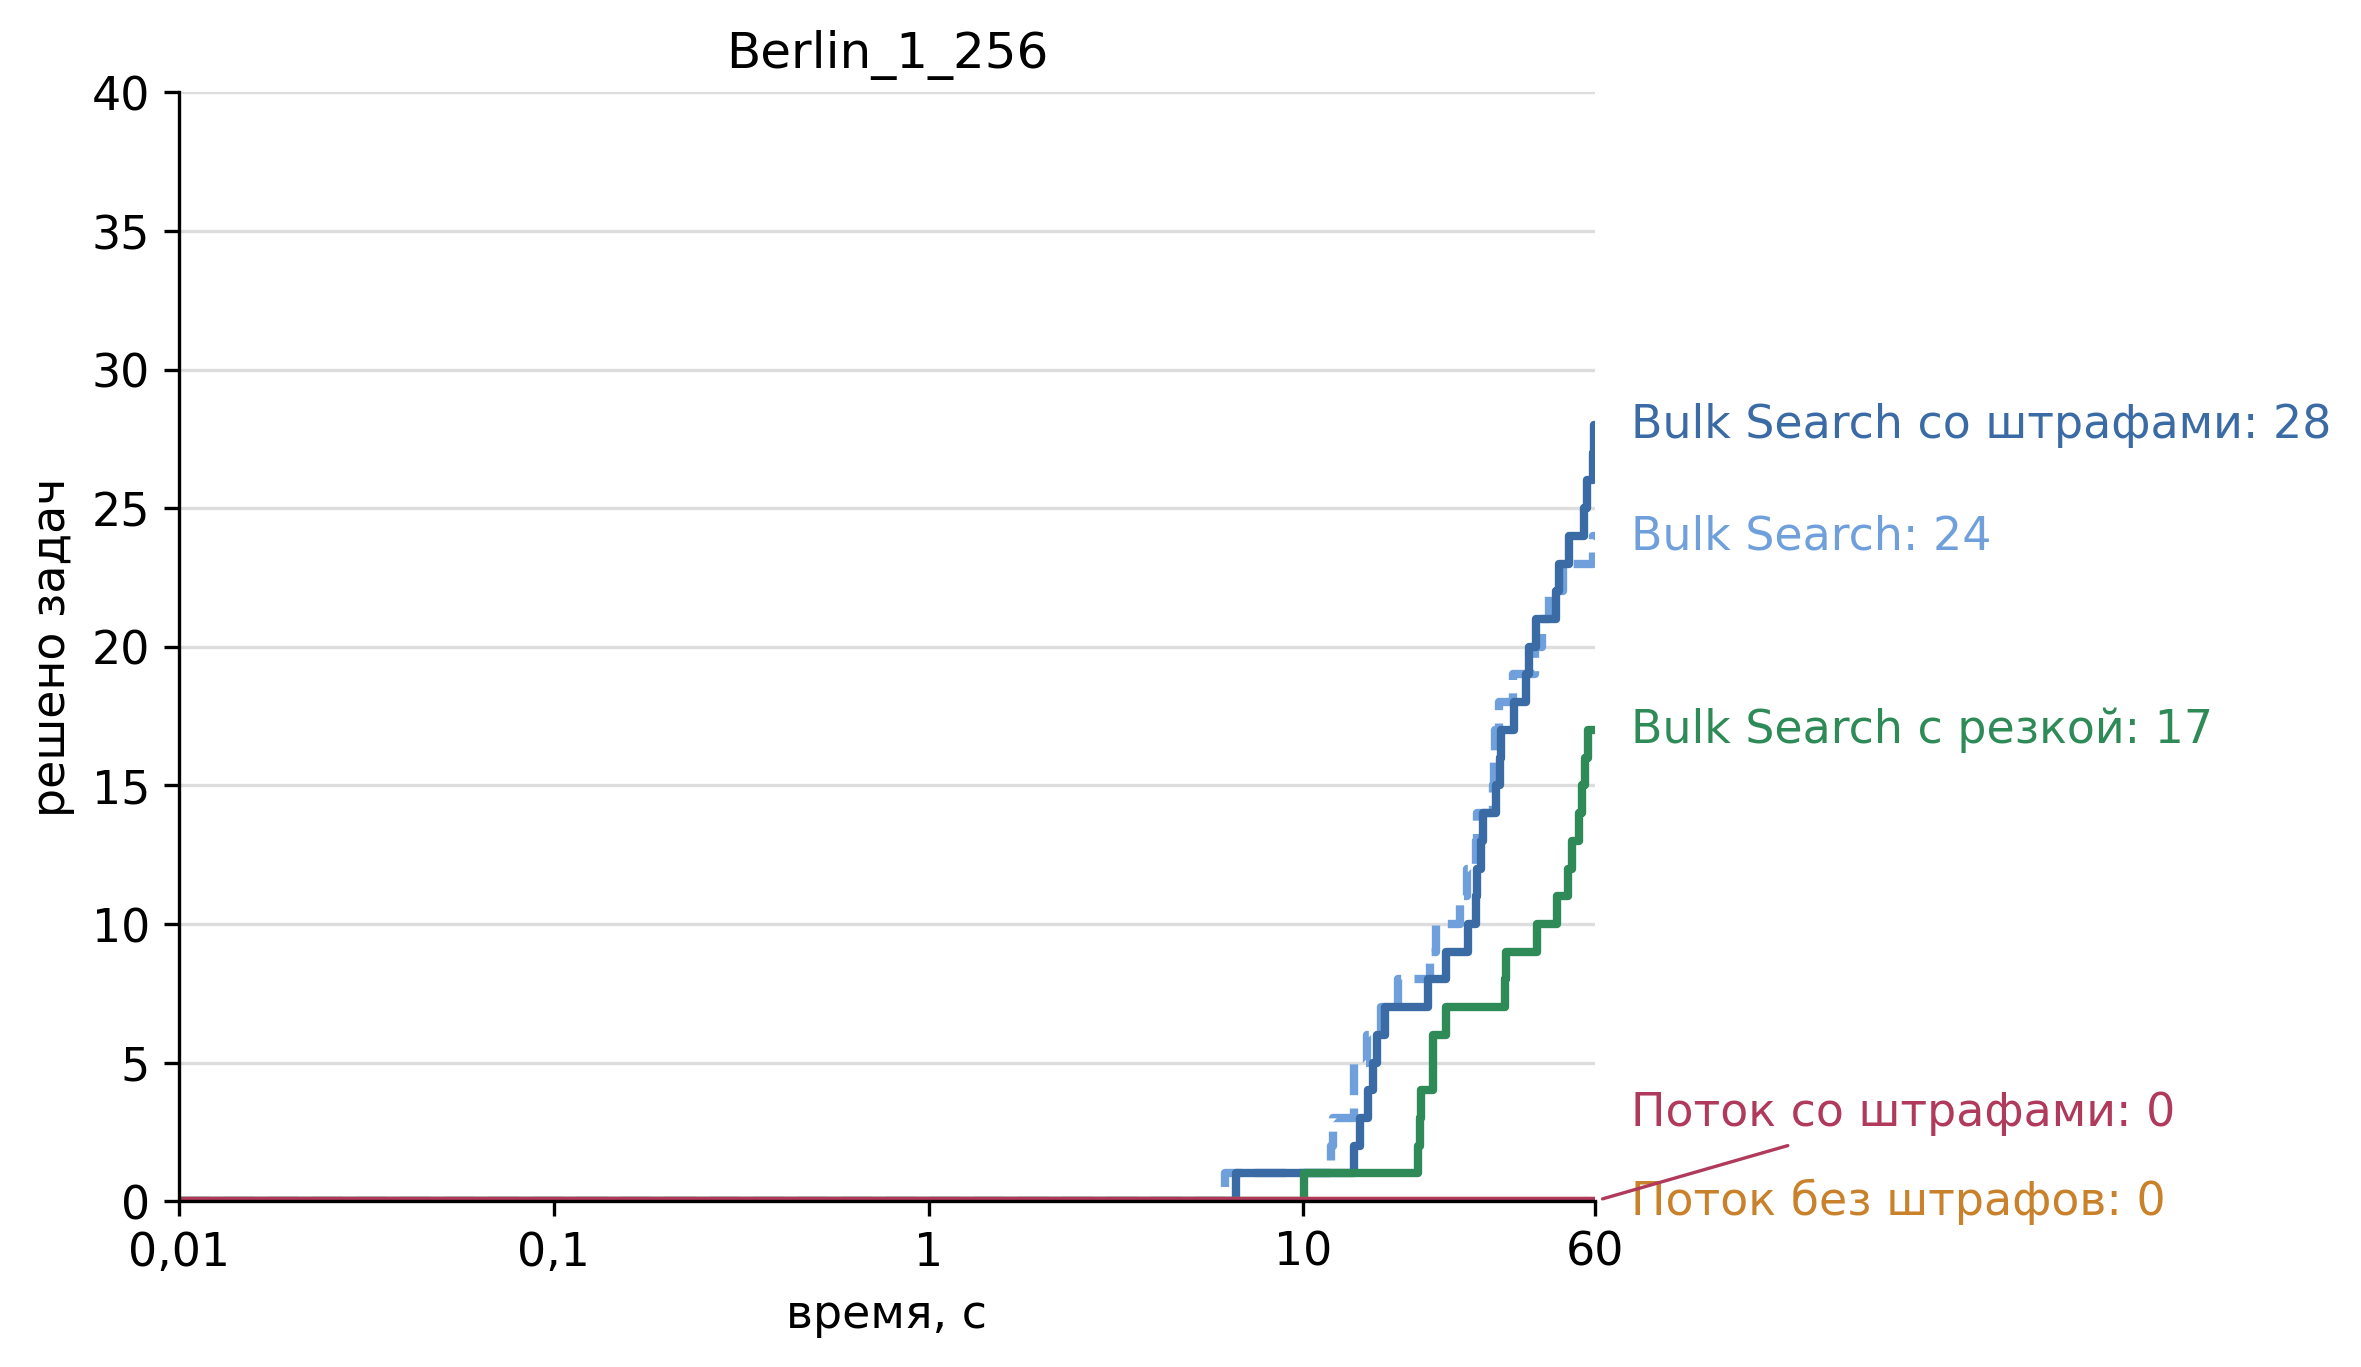 Berlin_1_256
40
35
30
25
20
15
10
5
0
решено задач
0,01
0,1
1
10
60
время, с
Bulk Search со штрафами: 28
Bulk Search: 24
Bulk Search с резкой: 17
Поток со штрафами: 0
Поток без штрафов: 0